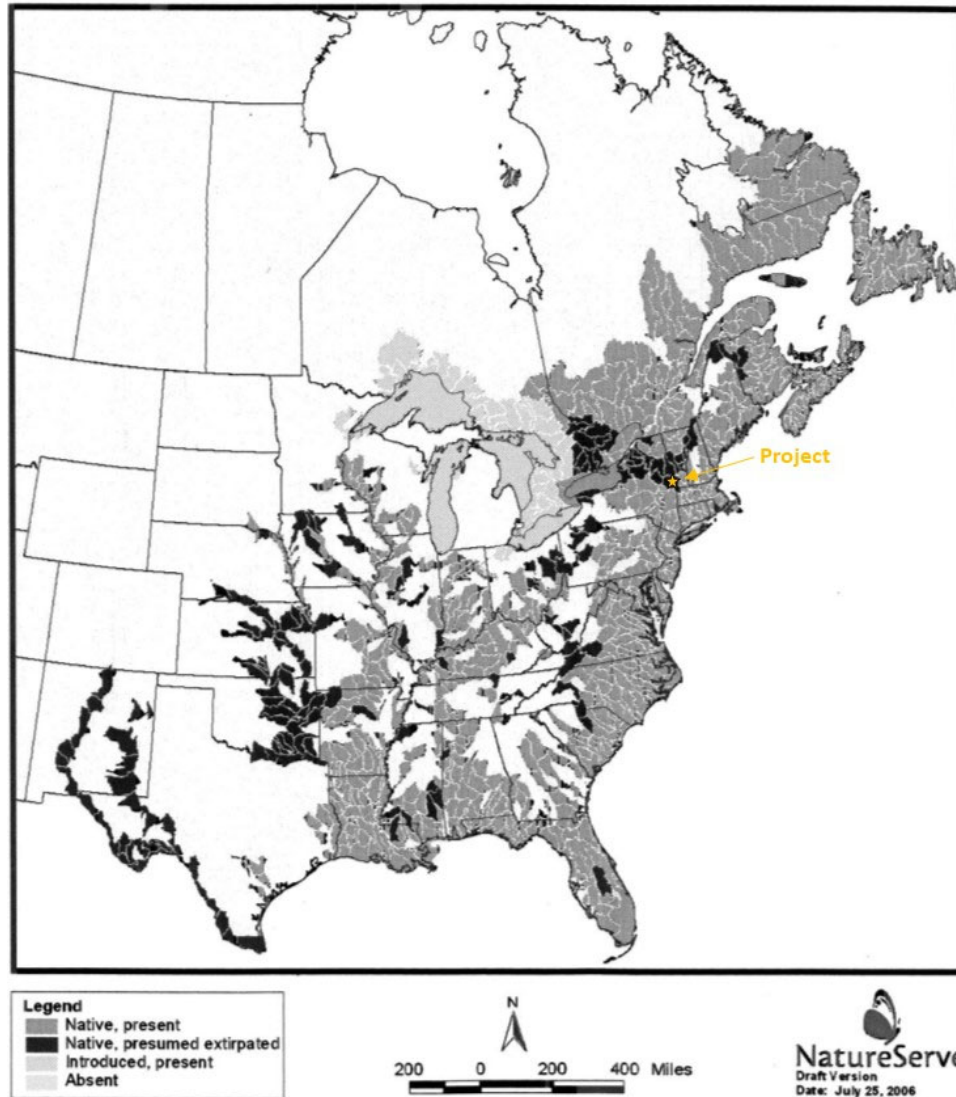 Project
Legend
Native, present
Native, presumed extirpated
Introduced, present
Absent
N
200 0 200 400 Miles
NatureServe
Draft Version
Date: July 25, 2006